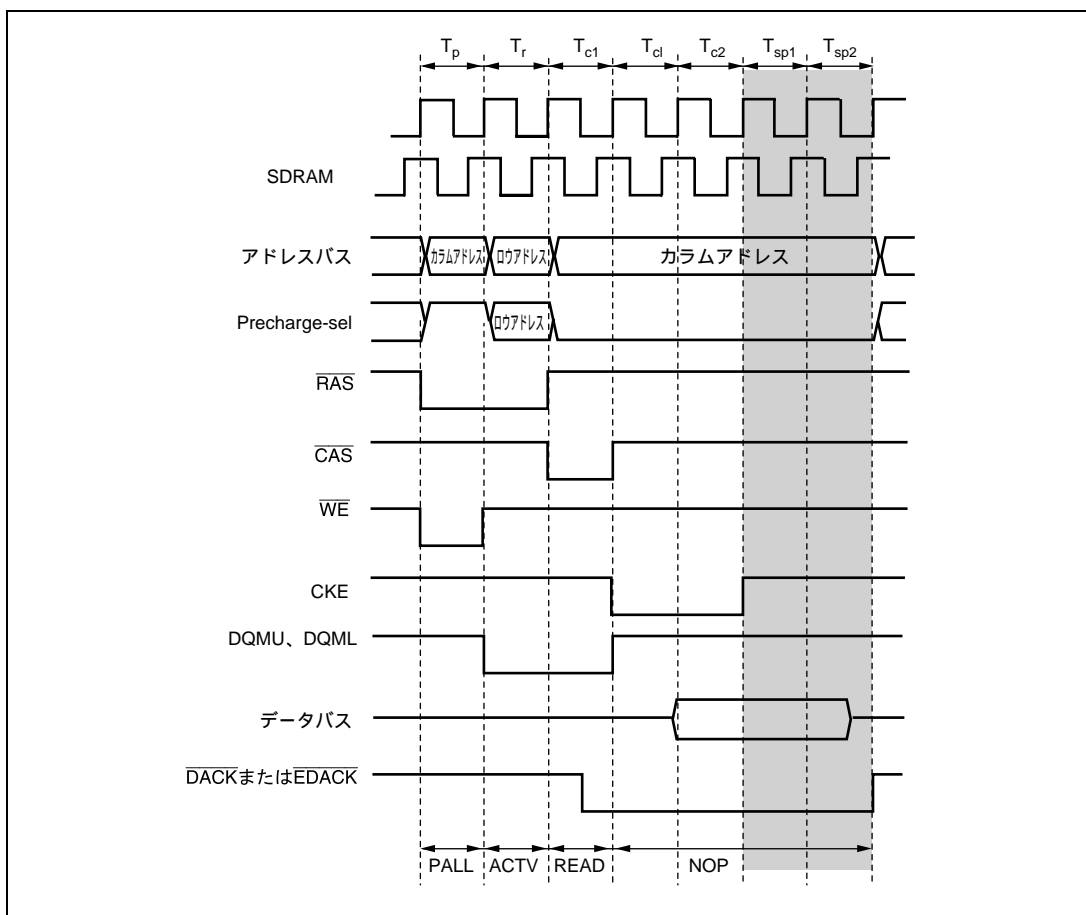 Tp Tr Tc1 Tcl Tc2 Tsp1 Tsp2
SDRAM
アドレスバス カラムアドレス ロウアドレス カラムアドレス
Precharge-sel ロウアドレス
RAS
CAS
WE
CKE
DQMU、DQML
データバス
DACKまたはEDACK
PALL ACTV READ NOP